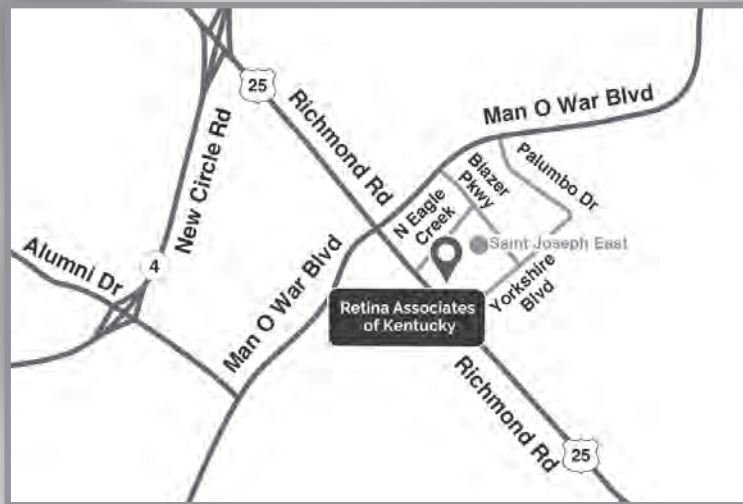 25
Richmond Rd
New Circle Rd
Man O War Blvd
Blazer
Pkwy
Palumbo Dr
N Eagle
Creek
Saint Joseph East
Alumni Dr
4
Man O War Blvd
Yorkshire
Blvd
Retina Associates
of Kentucky
Richmond Rd
25